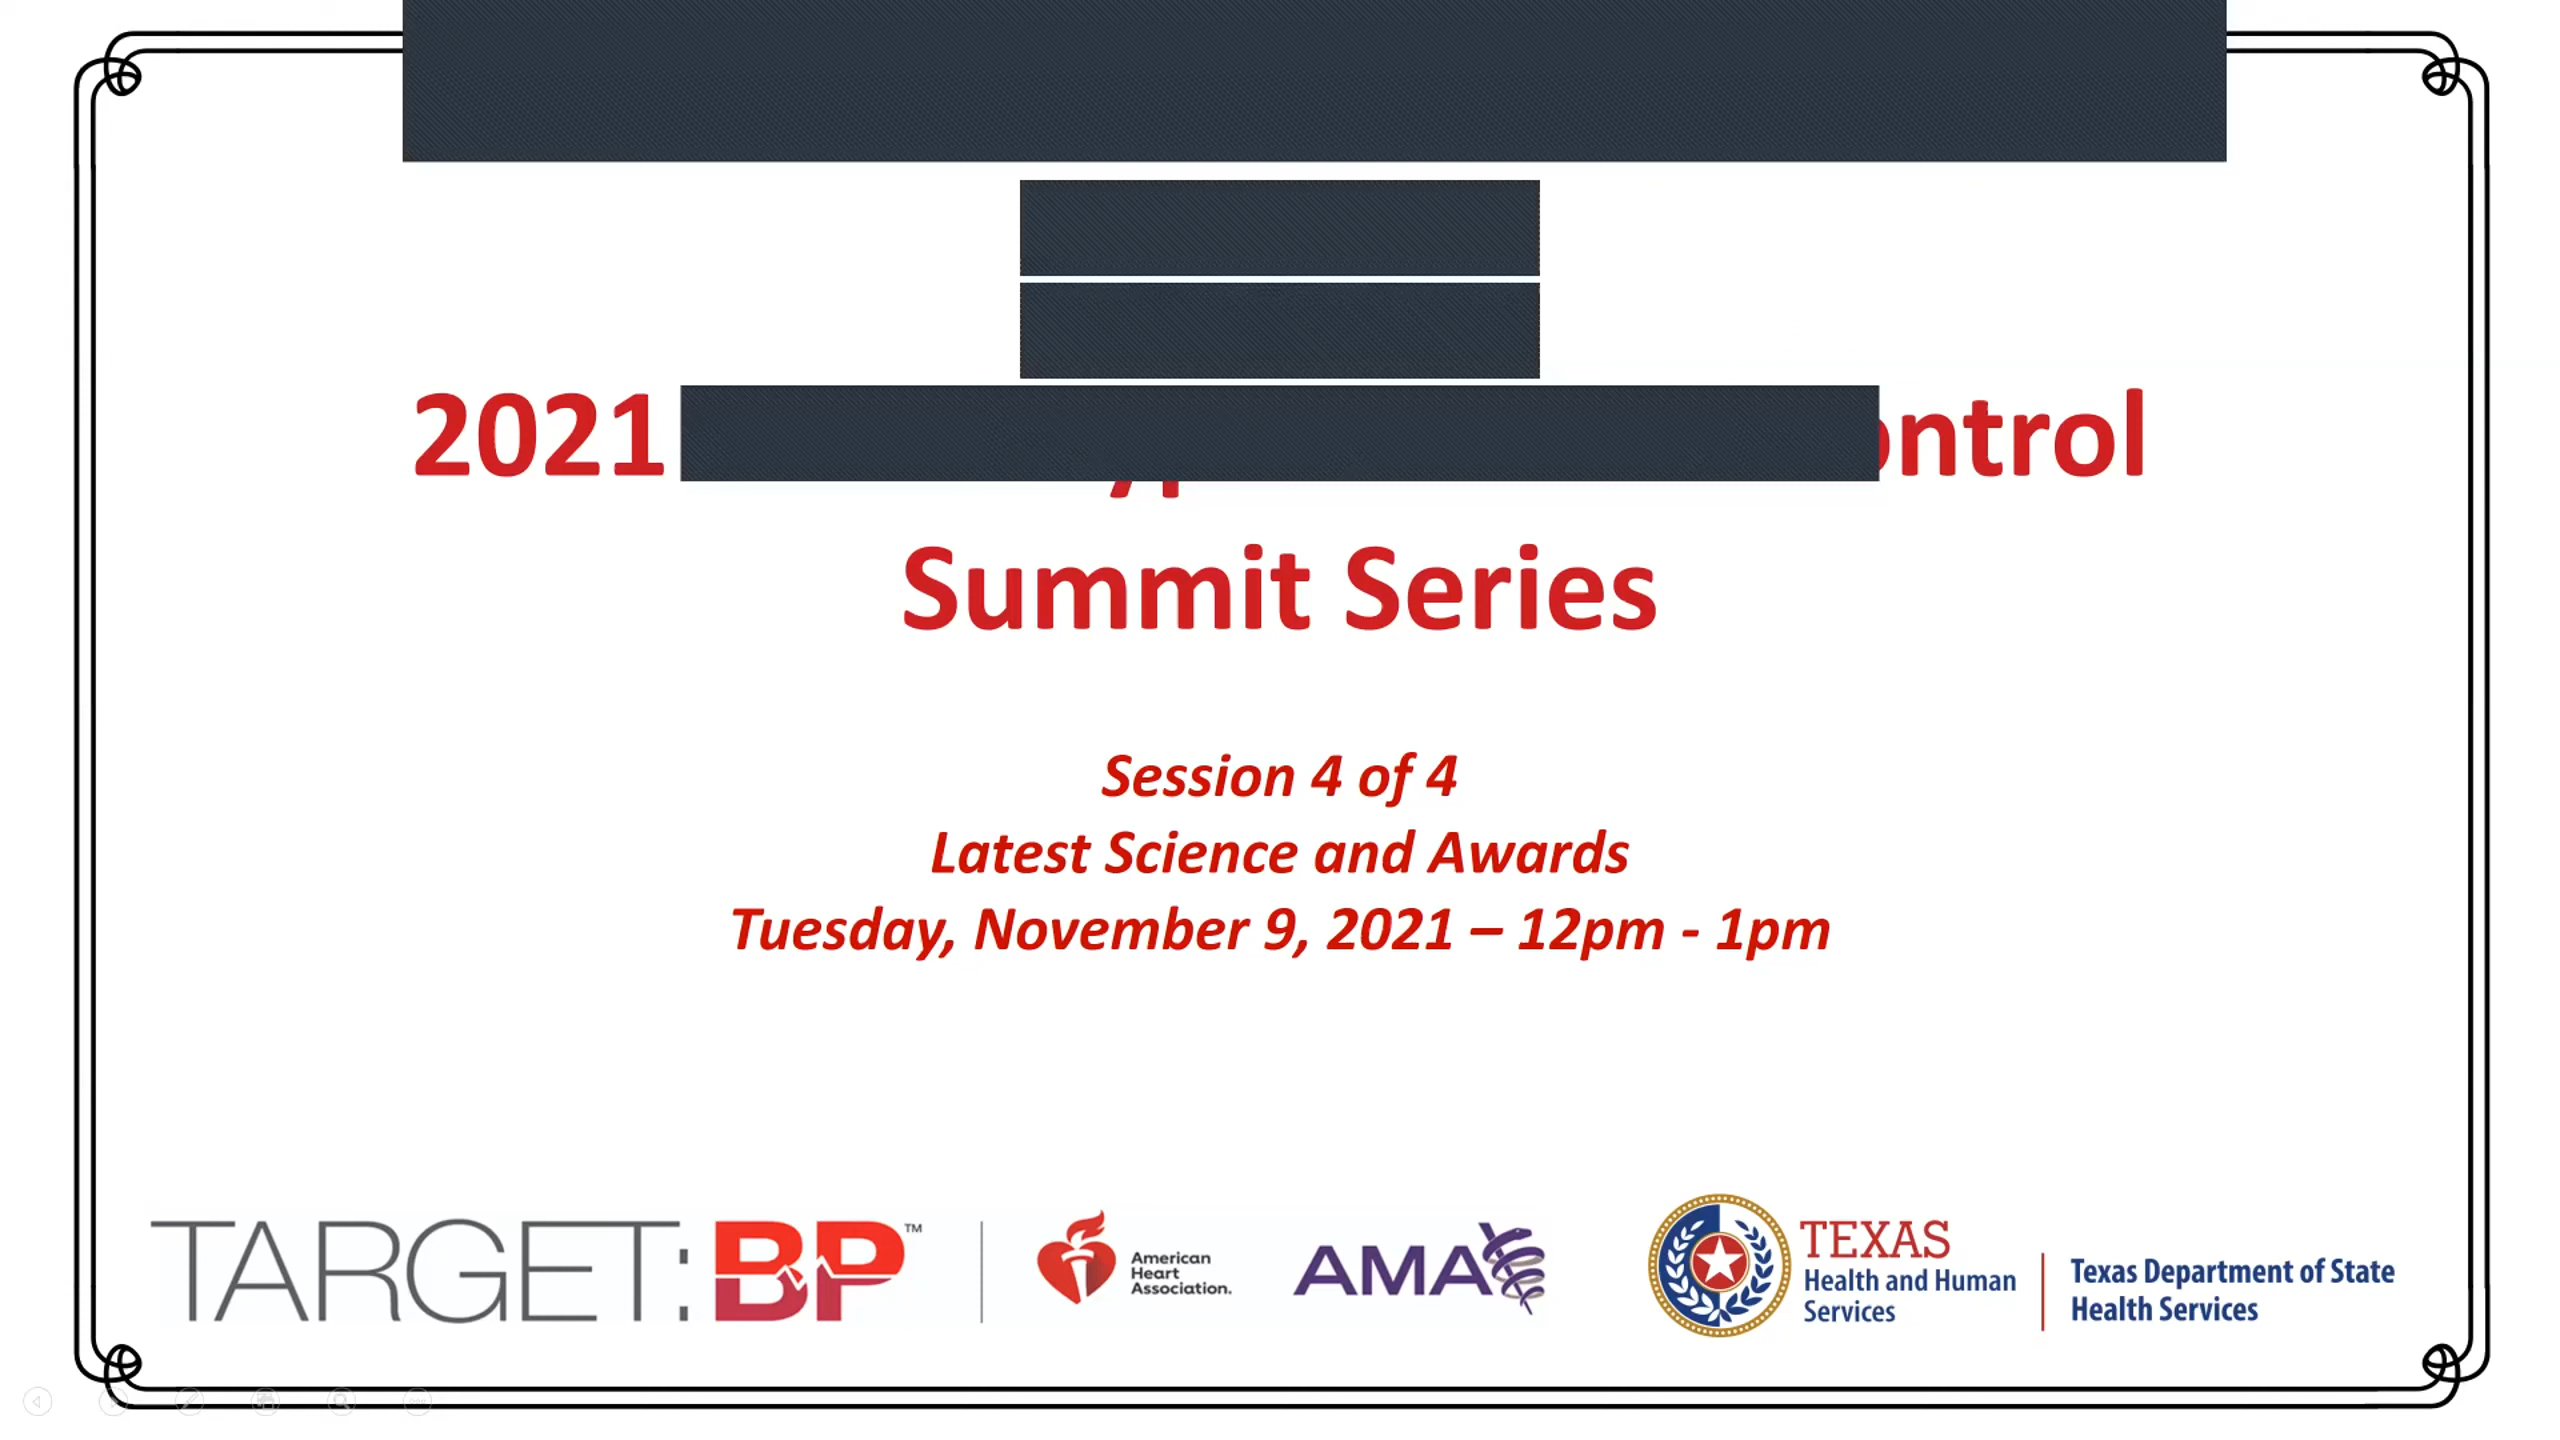 2021
Summit Series
Session 4 of 4
Latest Science and Awards
Tuesday, November 9, 2021 – 12pm - 1pm
TARGET:BP™
American
Heart
Association.
AMA
TEXAS
Health and Human
Services
Texas Department of State
Health Services